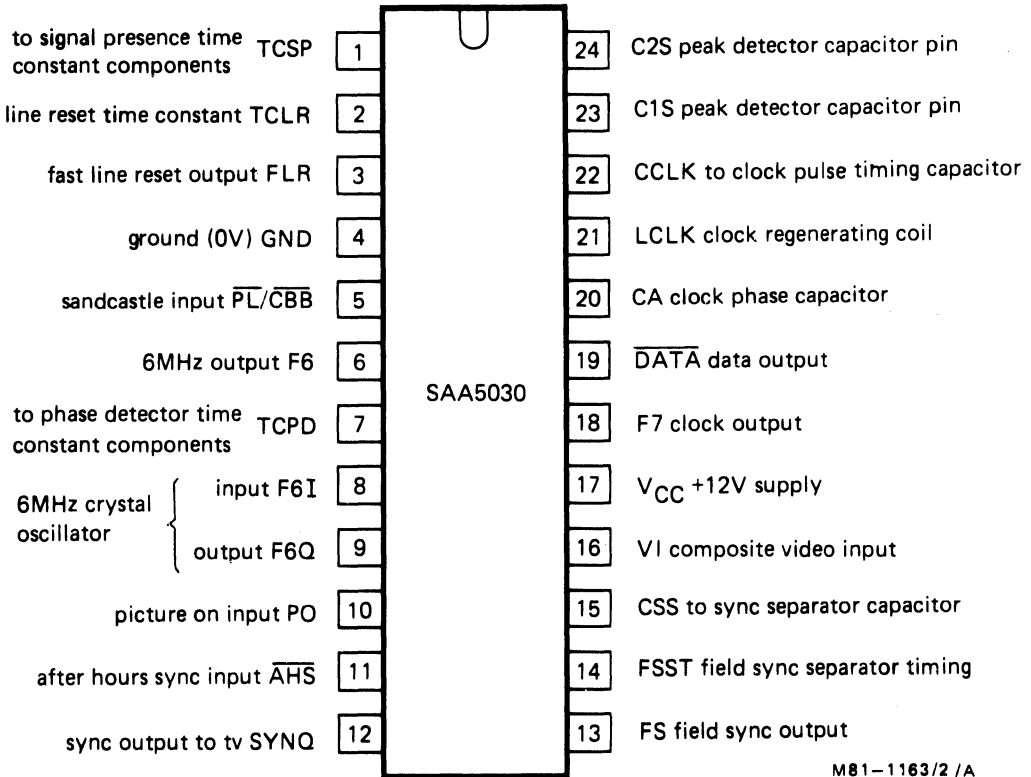 to signal presence time TCSP 1
constant components
line reset time constant TCLR 2
fast line reset output FLR 3
ground (0V) GND 4
sandcastle input P̅L̅/C̅B̅B̅ 5
6MHz output F6 6
to phase detector time TCPD 7
constant components
6MHz crystal
oscillator
input F6I 8
output F6Q 9
picture on input PO 10
after hours sync input A̅H̅S̅ 11
sync output to tv SYNQ 12
SAA5030
24 C2S peak detector capacitor pin
23 C1S peak detector capacitor pin
22 CCLK to clock pulse timing capacitor
21 LCLK clock regenerating coil
20 CA clock phase capacitor
19 D̅A̅T̅A̅ data output
18 F7 clock output
17 VCC +12V supply
16 VI composite video input
15 CSS to sync separator capacitor
14 FSST field sync separator timing
13 FS field sync output
M81–1163/2/A